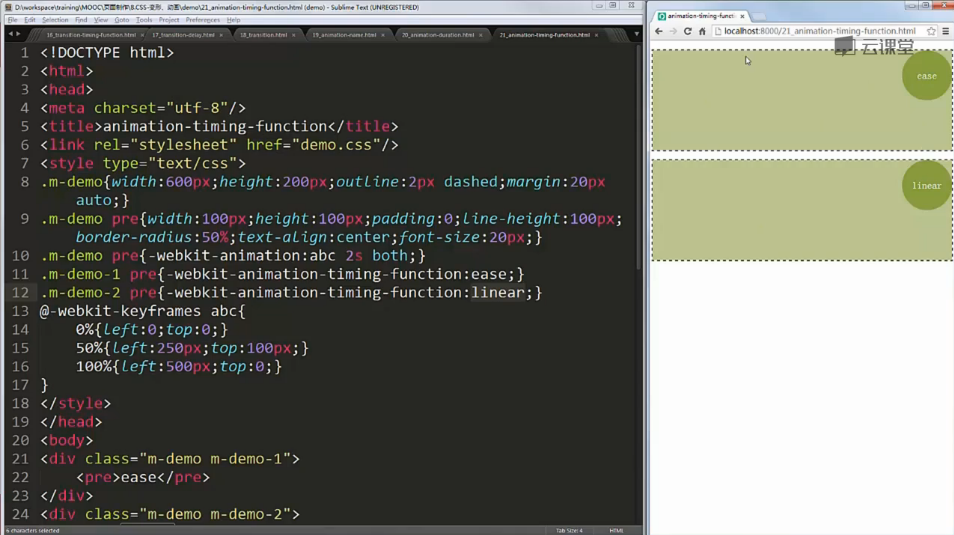 D:\workspace\training\MOOC\页面制作\8.CSS-变形、动画\demo\21_animation-timing-function.html (demo) - Sublime Text (UNREGISTERED)
File Edit Selection Find View Goto Tools Project Preferences Help
16_transition-timing-function.html 17_transition-delay.html 18_transition.html 19_animation-name.html 20_animation-duration.html 21_animation-timing-function.html
1 <!DOCTYPE html>
2 <html>
3 <head>
4 <meta charset="utf-8"/>
5 <title>animation-timing-function</title>
6 <link rel="stylesheet" href="demo.css"/>
7 <style type="text/css">
8 .m-demo{width:600px;height:200px;outline:2px dashed;margin:20px
auto;}
9 .m-demo pre{width:100px;height:100px;padding:0;line-height:100px;
border-radius:50%;text-align:center;font-size:20px;}
10 .m-demo pre{-webkit-animation:abc 2s both;}
11 .m-demo-1 pre{-webkit-animation-timing-function:ease;}
12 .m-demo-2 pre{-webkit-animation-timing-function:linear;}
13 @-webkit-keyframes abc{
14 0%{left:0;top:0;}
15 50%{left:250px;top:100px;}
16 100%{left:500px;top:0;}
17 }
18 </style>
19 </head>
20 <body>
21 <div class="m-demo m-demo-1">
22 <pre>ease</pre>
23 </div>
24 <div class="m-demo m-demo-2">
6 characters selected
Tab Size: 4
HTML
animation-timing-funct
localhost:8000/21_animation-timing-function.html
云课堂
ease
linear